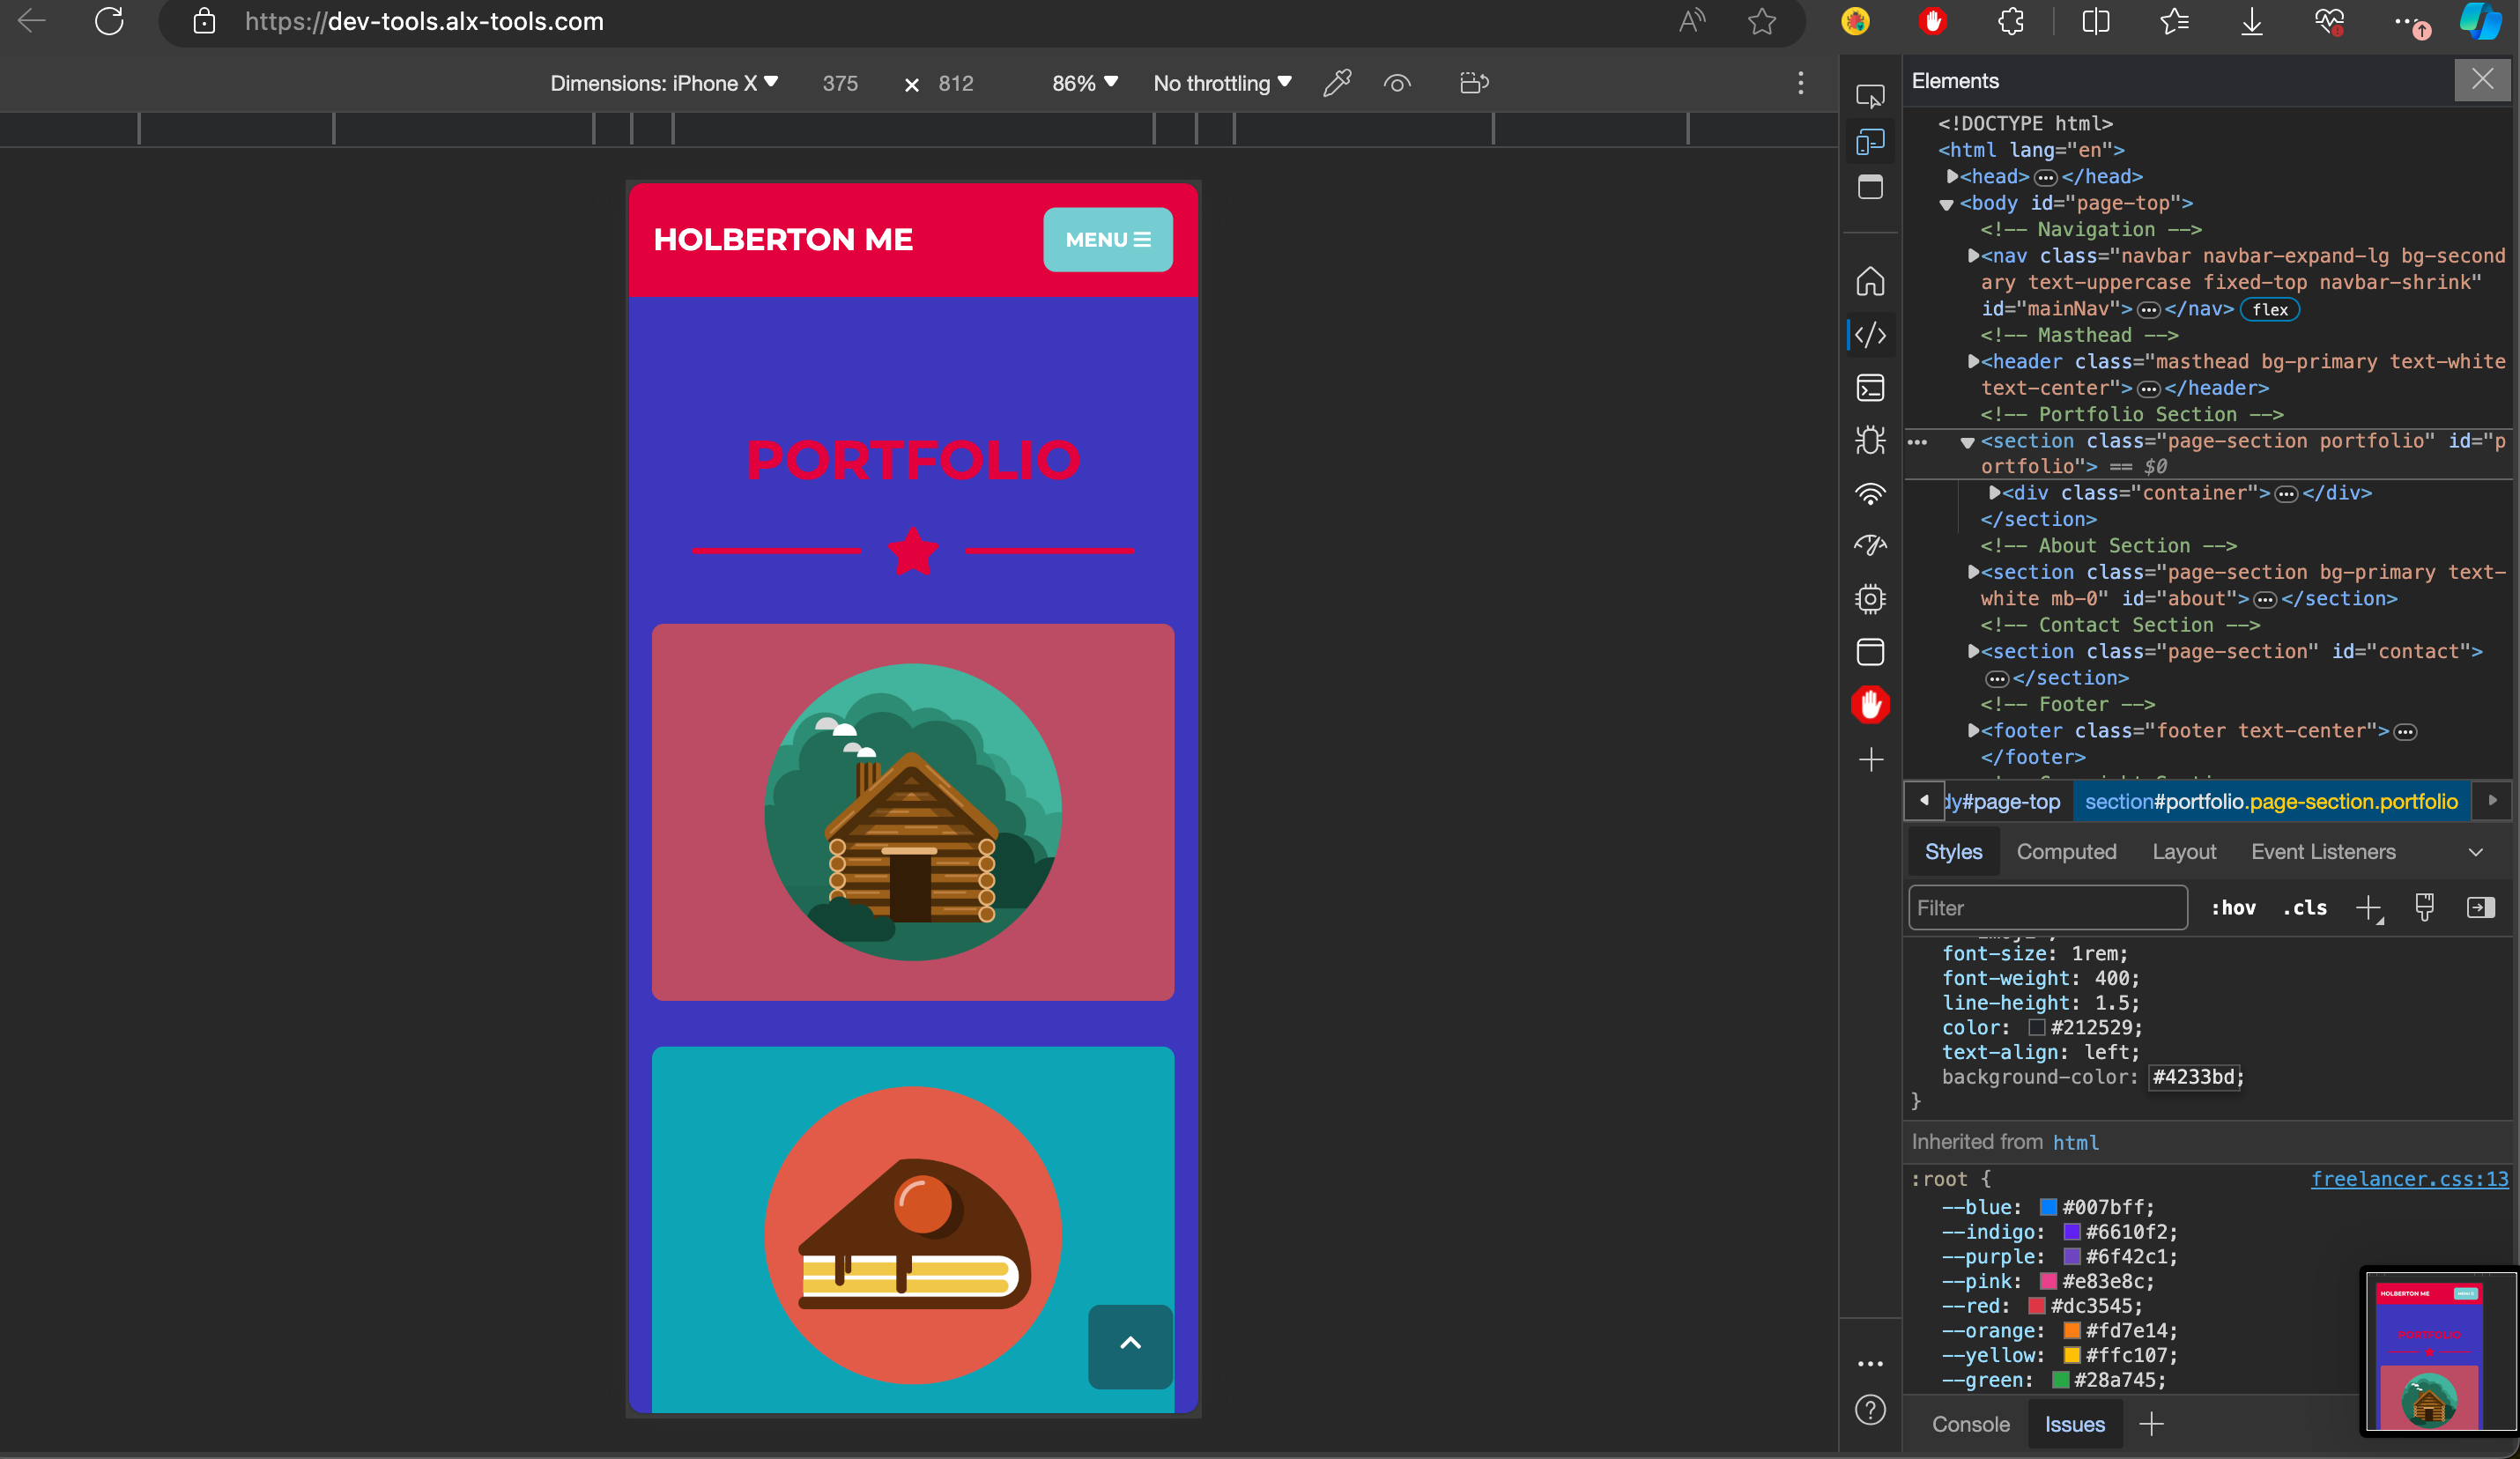 https://dev-tools.alx-tools.com
Dimensions: iPhone X 375 × 812 86% No throttling
HOLBERTON ME
MENU
PORTFOLIO
Elements
<!DOCTYPE html>
<html lang="en">
<head> ••• </head>
<body id="page-top">
<!-- Navigation -->
<nav class="navbar navbar-expand-lg bg-second
ary text-uppercase fixed-top navbar-shrink"
id="mainNav"> ••• </nav> flex
<!-- Masthead -->
<header class="masthead bg-primary text-white
text-center"> ••• </header>
<!-- Portfolio Section -->
••• <section class="page-section portfolio" id="p
ortfolio"> == $0
<div class="container"> ••• </div>
</section>
<!-- About Section -->
<section class="page-section bg-primary text-
white mb-0" id="about"> ••• </section>
<!-- Contact Section -->
<section class="page-section" id="contact">
••• </section>
<!-- Footer -->
<footer class="footer text-center"> •••
</footer>
dy#page-top section#portfolio.page-section.portfolio
Styles Computed Layout Event Listeners
Filter :hov .cls
font-size: 1rem;
font-weight: 400;
line-height: 1.5;
color: #212529;
text-align: left;
background-color: #4233bd;
}
Inherited from html
:root { freelancer.css:13
--blue: #007bff;
--indigo: #6610f2;
--purple: #6f42c1;
--pink: #e83e8c;
--red: #dc3545;
--orange: #fd7e14;
--yellow: #ffc107;
--green: #28a745;
Console Issues
HOLBERTON ME
PORTFOLIO